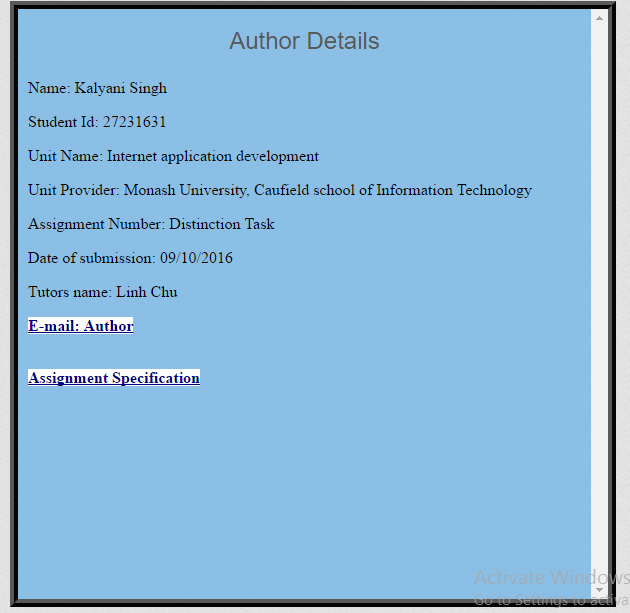 Author Details
Name: Kalyani Singh
Student Id: 27231631
Unit Name: Internet application development
Unit Provider: Monash University, Caufield school of Information Technology
Assignment Number: Distinction Task
Date of submission: 09/10/2016
Tutors name: Linh Chu
E-mail: Author
Assignment Specification
Activate Windows
Go to Settings to activa